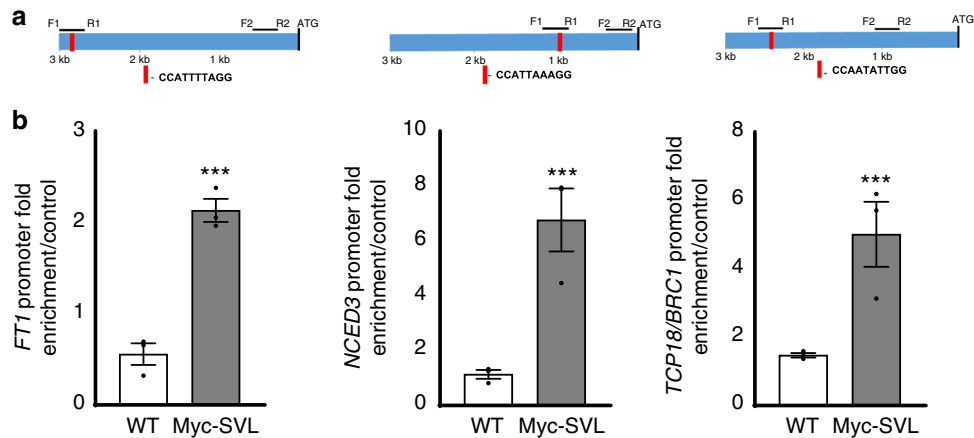 a
F1 R1 F2 R2 ATG
3 kb 2 kb 1 kb
- CCATTTTAGG
F1 R1 F2 R2 ATG
3 kb 2 kb 1 kb
- CCATTAAAGG
F1 R1 F2 R2 ATG
3 kb 2 kb 1 kb
- CCAATATTGG
b
FT1 promoter fold
enrichment/control
3
2
1
0
***
WT Myc-SVL
NCED3 promoter fold
enrichment/control
10
8
6
4
2
0
***
WT Myc-SVL
TCP18/BRC1 promoter fold
enrichment/control
8
6
4
2
0
***
WT Myc-SVL